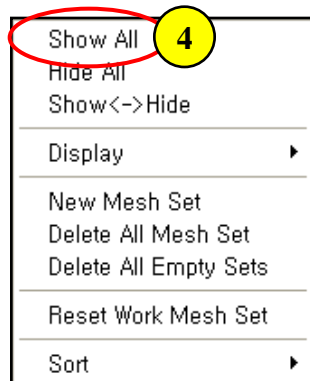 Show All 4
Hide All
Show<->Hide
Display
New Mesh Set
Delete All Mesh Set
Delete All Empty Sets
Reset Work Mesh Set
Sort